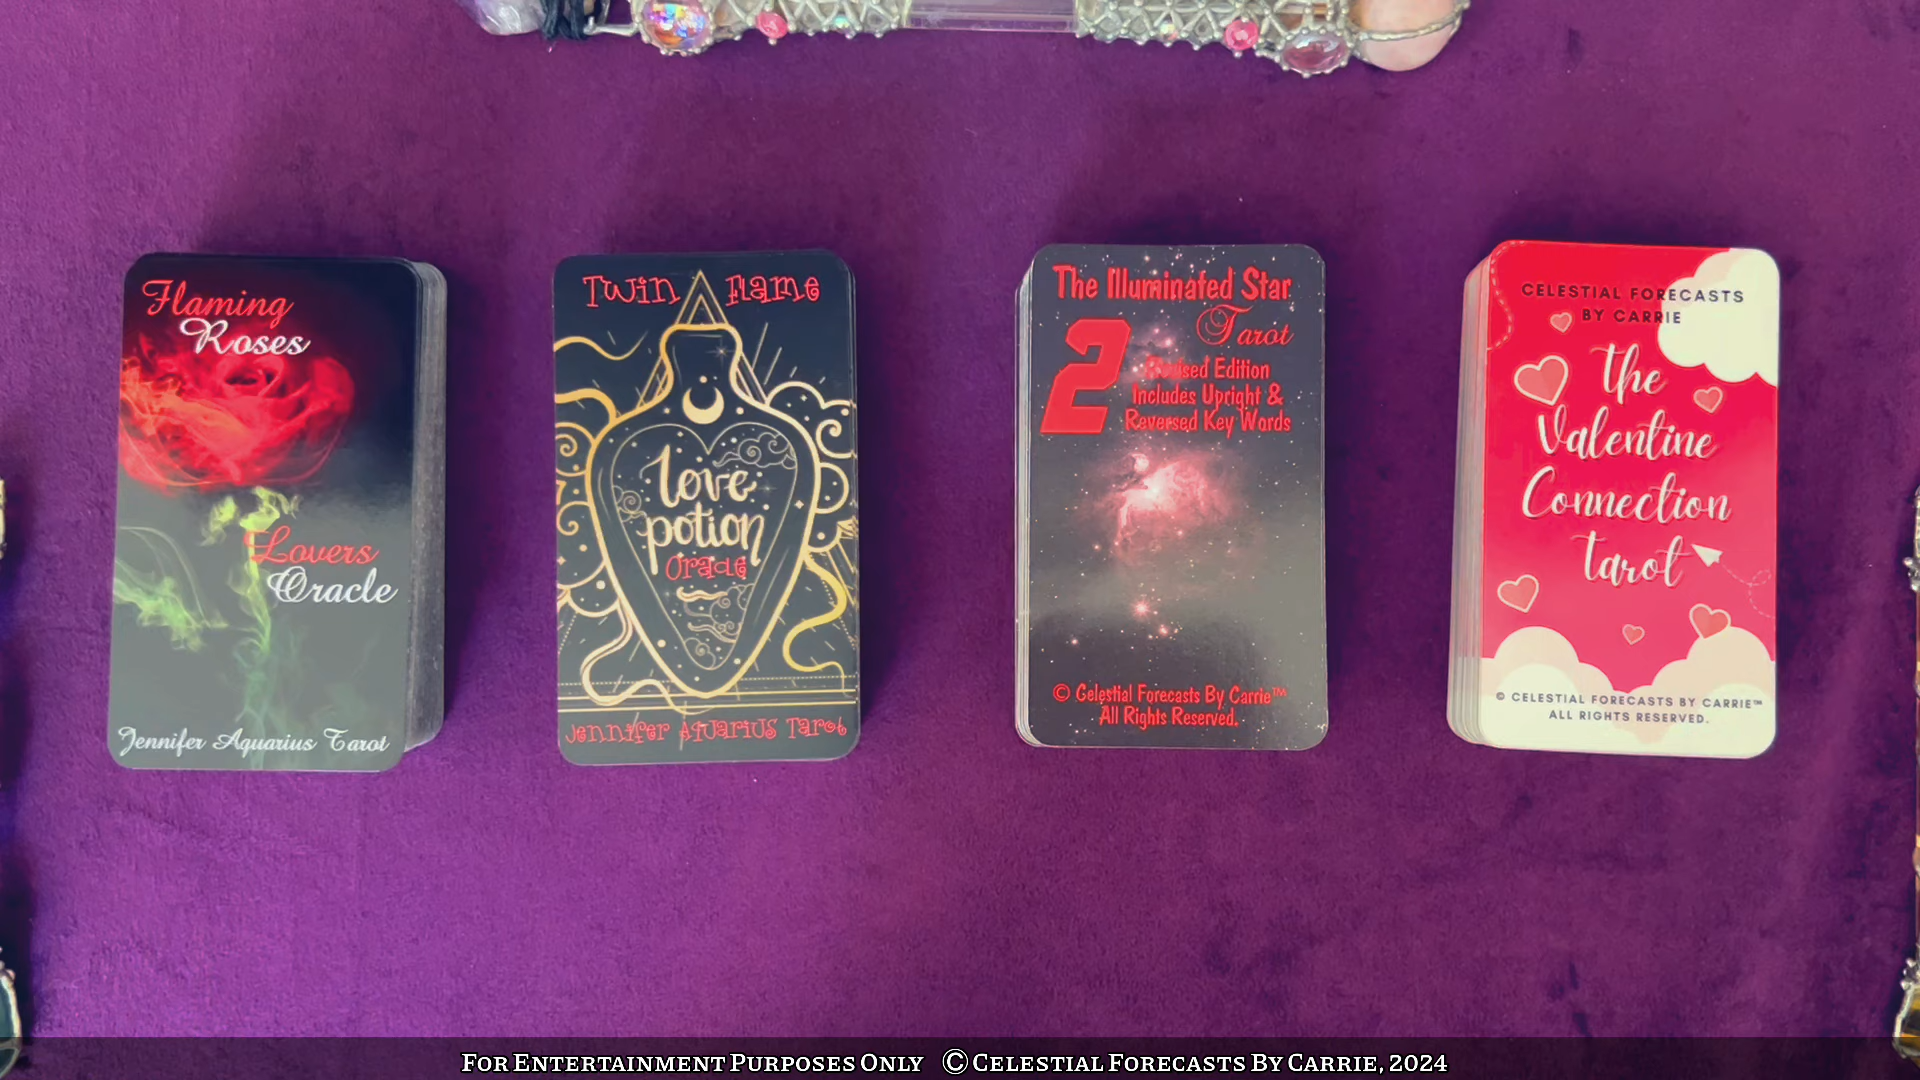 Flaming
Roses
Lovers
Oracle
Jennifer Aquarius Tarot
Twin Flame
love
potion
Oracle
Jennifer Aquarius Tarot
The Illuminated Star
Tarot
2
Revised Edition
Includes Upright &
Reversed Key Words
© Celestial Forecasts By Carrie™
All Rights Reserved.
CELESTIAL FORECASTS
BY CARRIE
The
Valentine
Connection
tarot
© CELESTIAL FORECASTS BY CARRIE™
ALL RIGHTS RESERVED.
For Entertainment Purposes Only © Celestial Forecasts By Carrie, 2024